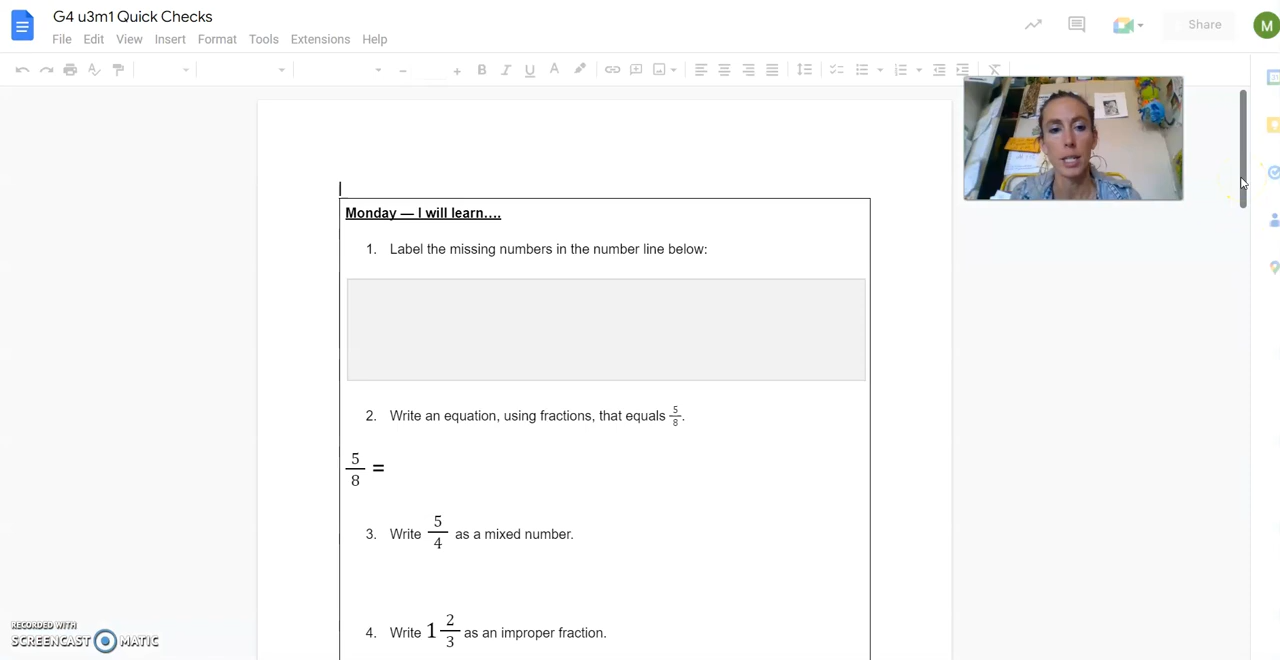 G4 u3m1 Quick Checks
File Edit View Insert Format Tools Extensions Help
Share
M
Monday — I will learn….
1. Label the missing numbers in the number line below:
2. Write an equation, using fractions, that equals 5/8.
5/8 =
3. Write 5/4 as a mixed number.
4. Write 1 2/3 as an improper fraction.
RECORDED WITH
SCREENCAST MATIC